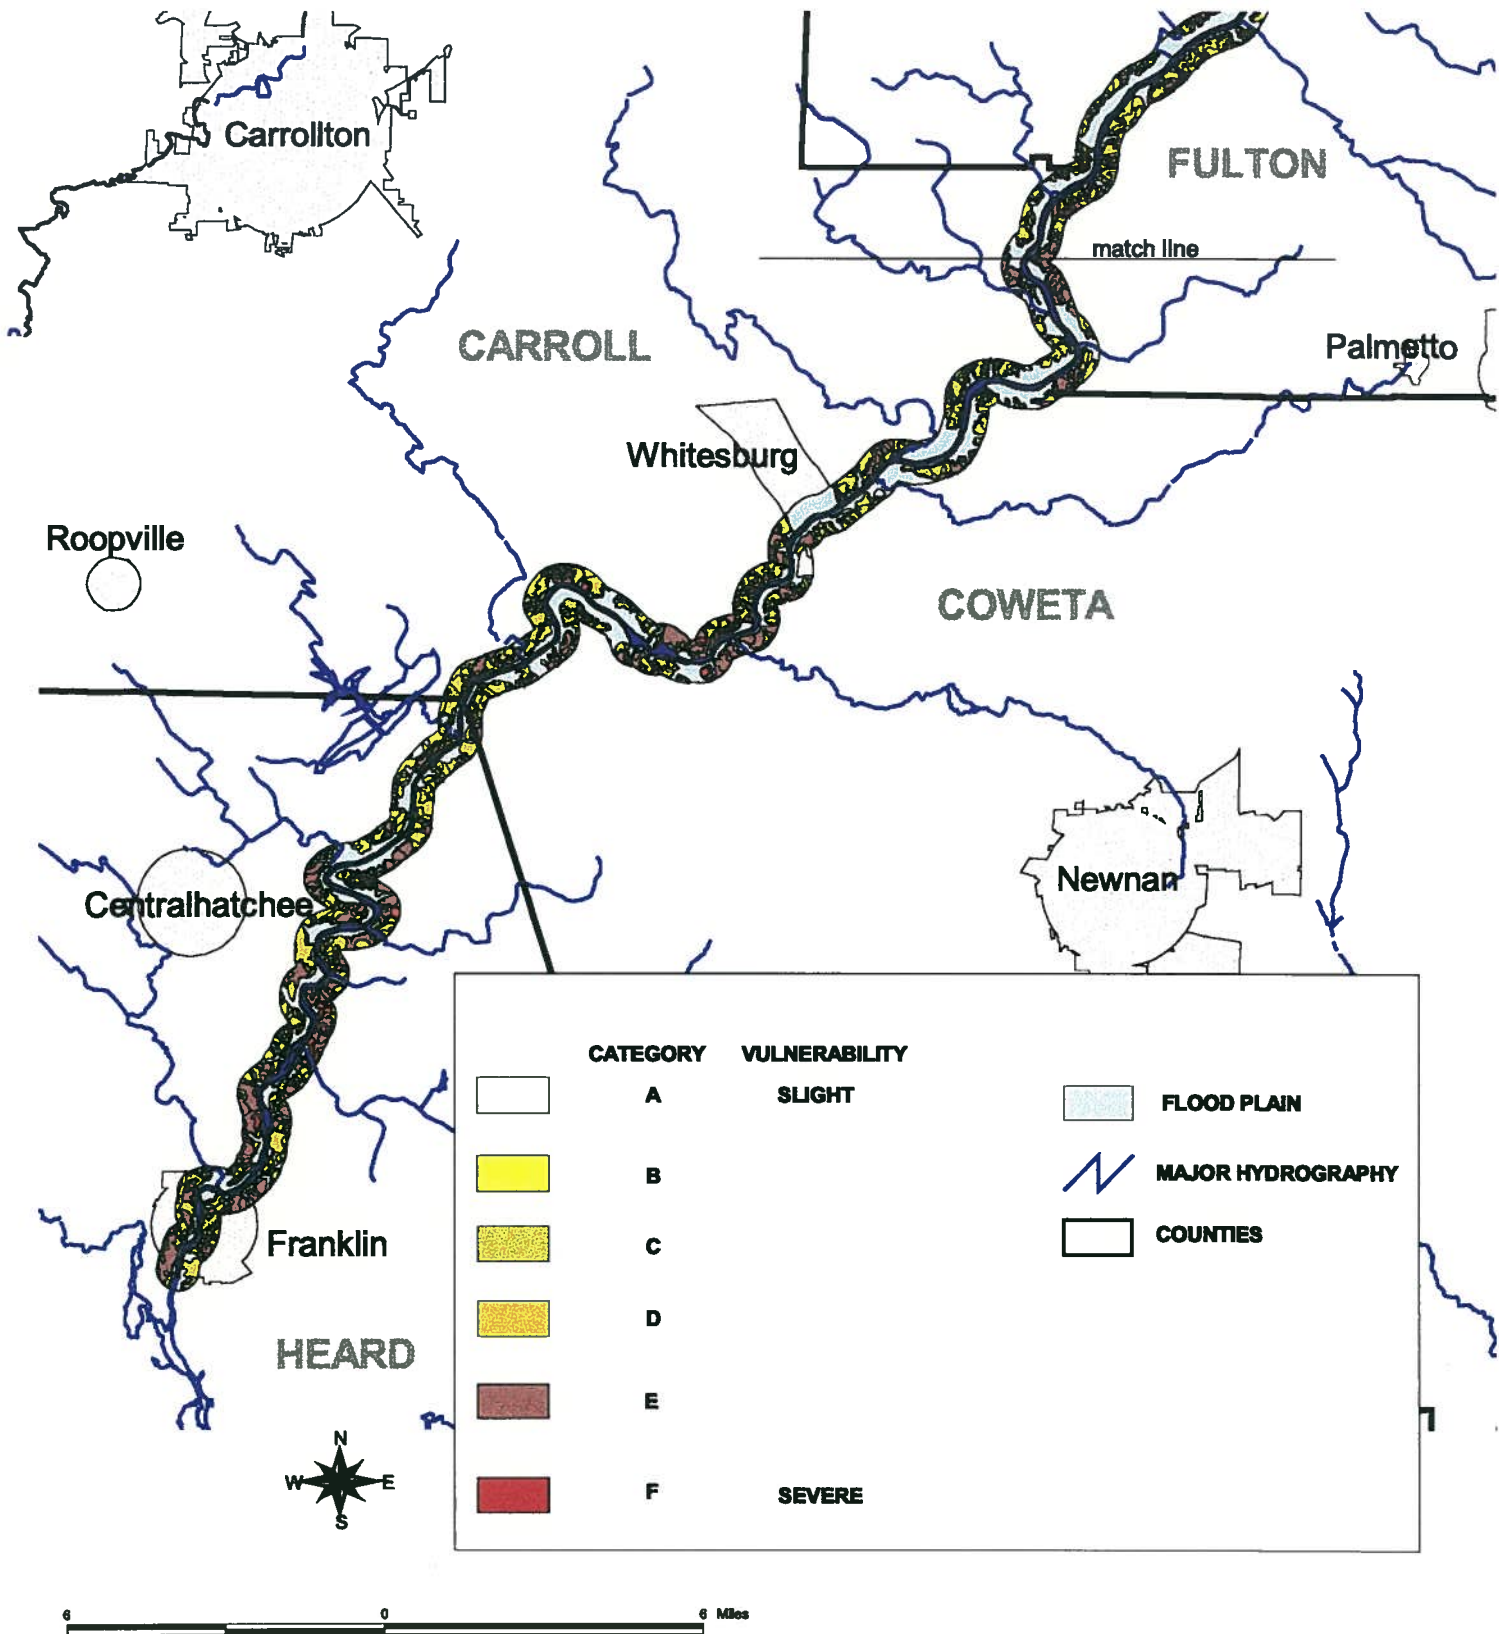 Carrollton
FULTON
match line
CARROLL
Palmetto
Whitesburg
Roopville
COWETA
Centralhatchee
Newnan
Franklin
HEARD
CATEGORY VULNERABILITY
A SLIGHT
B
C
D
E
F SEVERE
FLOOD PLAIN
MAJOR HYDROGRAPHY
COUNTIES
N
W E
S
6 0 6 Miles